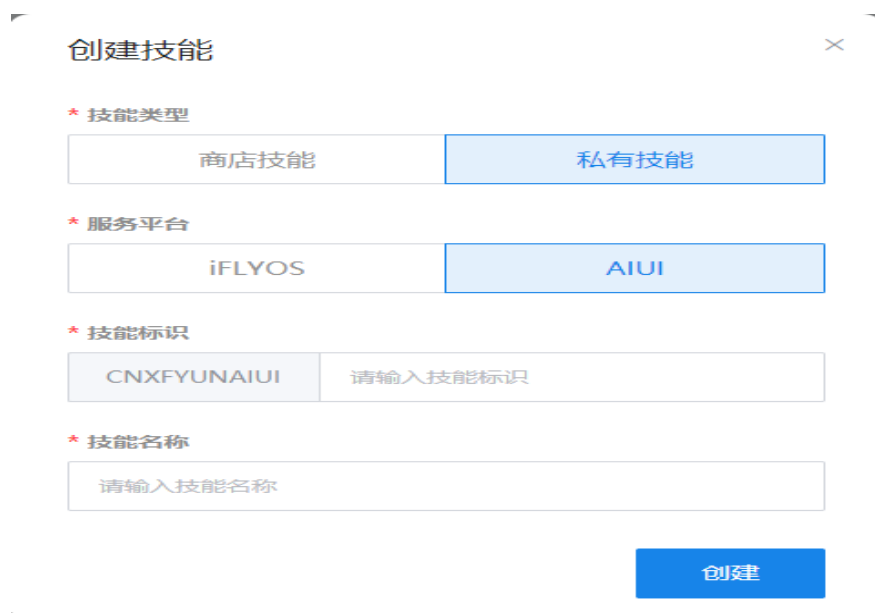 创建技能
* 技能类型
商店技能 私有技能
* 服务平台
iFLYOS AIUI
* 技能标识
CNXFYUNAIUI 请输入技能标识
* 技能名称
请输入技能名称
创建